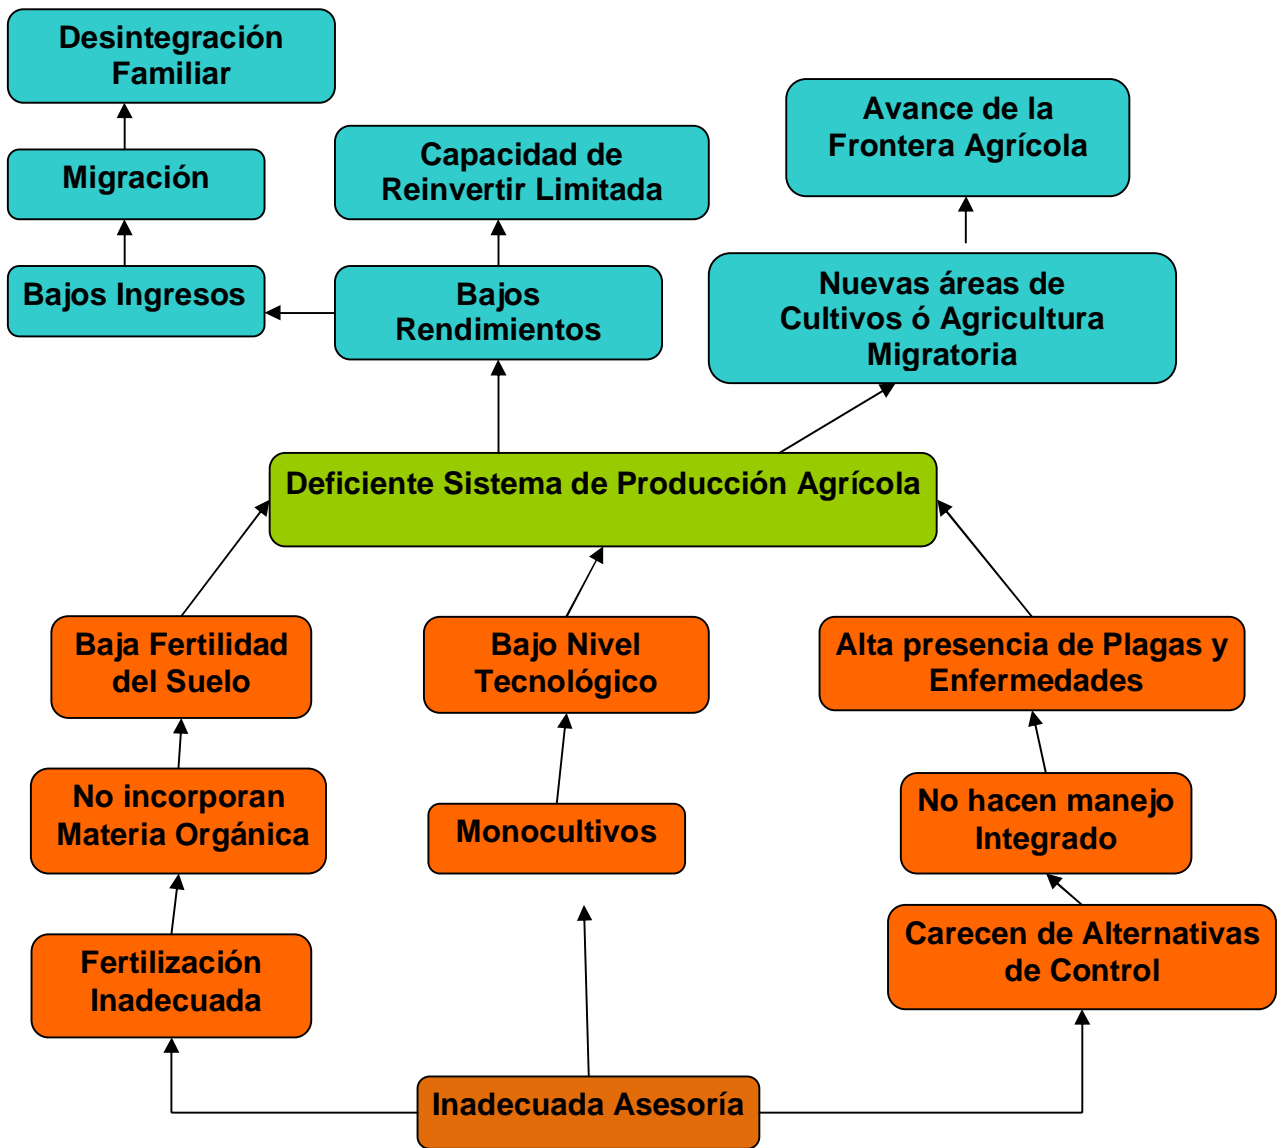 Desintegración
Familiar
Migración
Bajos Ingresos
Capacidad de
Reinvertir Limitada
Bajos
Rendimientos
Avance de la
Frontera Agrícola
Nuevas áreas de
Cultivos ó Agricultura
Migratoria
Deficiente Sistema de Producción Agrícola
Baja Fertilidad
del Suelo
Bajo Nivel
Tecnológico
Alta presencia de Plagas y
Enfermedades
No incorporan
Materia Orgánica
Monocultivos
No hacen manejo
Integrado
Fertilización
Inadecuada
Carecen de Alternativas
de Control
Inadecuada Asesoría